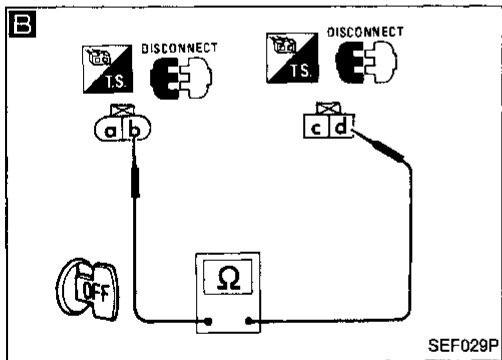 B
DISCONNECT
T.S.
DISCONNECT
T.S.
a b
c d
OFF
Ω
SEF029P